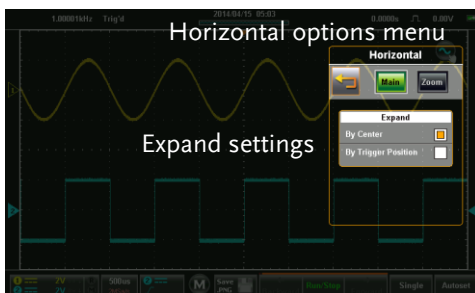 1.00001kHz Trig'd 2014/04/15 05:03 0.0000s 0.00V
Horizontal options menu
Horizontal
Main Zoom
Expand
By Center
By Trigger Position
Expand settings
2V 500us
2V
M Save .PNG Run/Stop Single Autoset